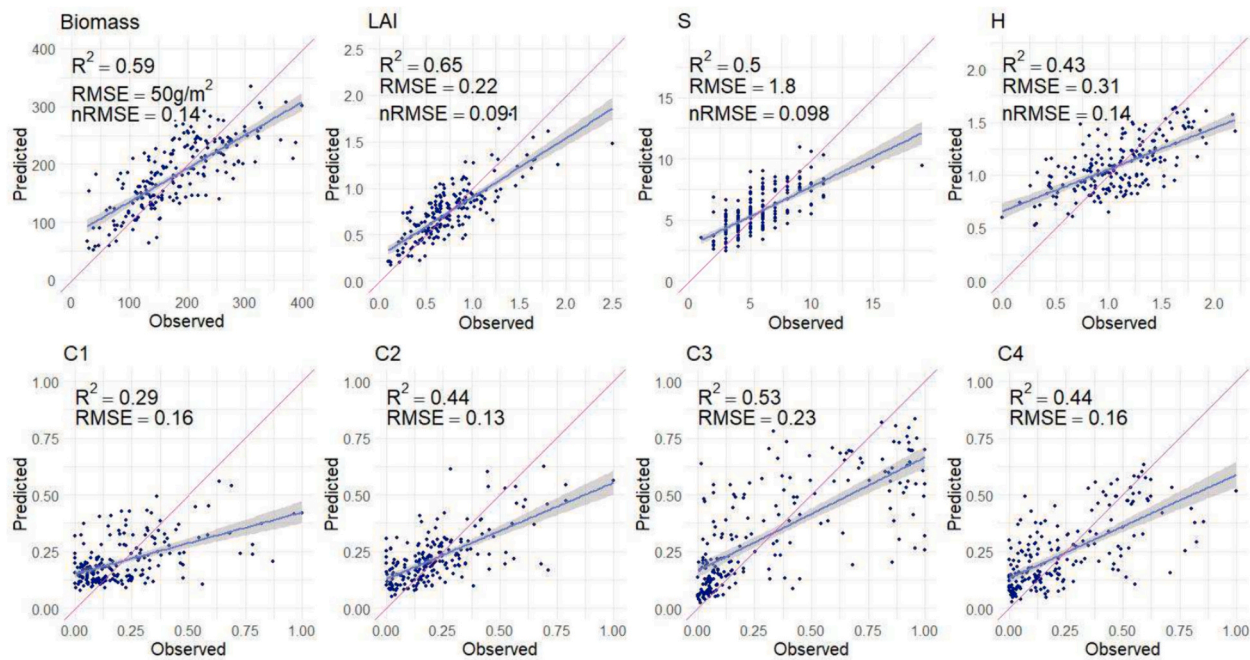 Biomass
R² = 0.59
RMSE = 50g/m²
nRMSE = 0.14
400
300
200
100
0
Predicted
0 100 200 300 400
Observed
LAI
R² = 0.65
RMSE = 0.22
nRMSE = 0.091
2.5
2.0
1.5
1.0
0.5
0.0
Predicted
0.0 0.5 1.0 1.5 2.0 2.5
Observed
S
R² = 0.5
RMSE = 1.8
nRMSE = 0.098
15
10
5
0
Predicted
0 5 10 15
Observed
H
R² = 0.43
RMSE = 0.31
nRMSE = 0.14
2.0
1.5
1.0
0.5
0.0
Predicted
0.0 0.5 1.0 1.5 2.0
Observed
C1
R² = 0.29
RMSE = 0.16
1.00
0.75
0.50
0.25
0.00
Predicted
0.00 0.25 0.50 0.75 1.00
Observed
C2
R² = 0.44
RMSE = 0.13
1.00
0.75
0.50
0.25
0.00
Predicted
0.00 0.25 0.50 0.75 1.00
Observed
C3
R² = 0.53
RMSE = 0.23
1.00
0.75
0.50
0.25
0.00
Predicted
0.00 0.25 0.50 0.75 1.00
Observed
C4
R² = 0.44
RMSE = 0.16
1.00
0.75
0.50
0.25
0.00
Predicted
0.00 0.25 0.50 0.75 1.00
Observed